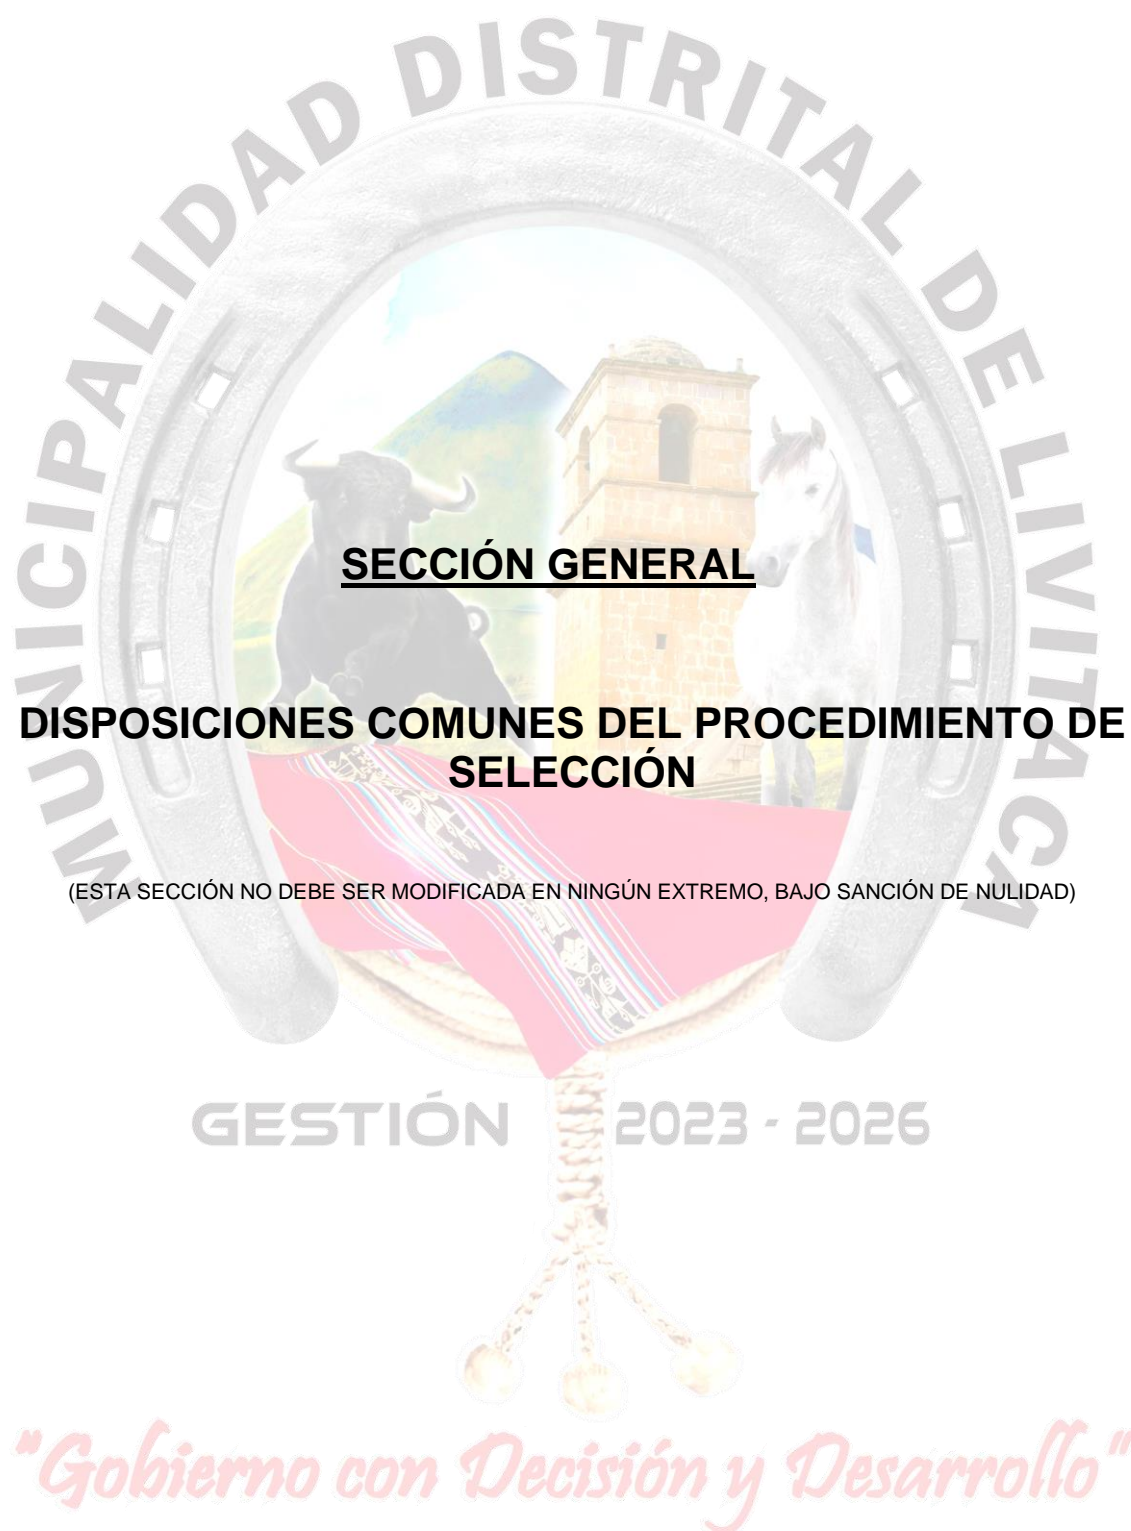 MUNICIPALIDAD DISTRITAL DE LIVITACA
SECCIÓN GENERAL
DISPOSICIONES COMUNES DEL PROCEDIMIENTO DE
SELECCIÓN
(ESTA SECCIÓN NO DEBE SER MODIFICADA EN NINGÚN EXTREMO, BAJO SANCIÓN DE NULIDAD)
GESTIÓN 2023 - 2026
"Gobierno con Decisión y Desarrollo"